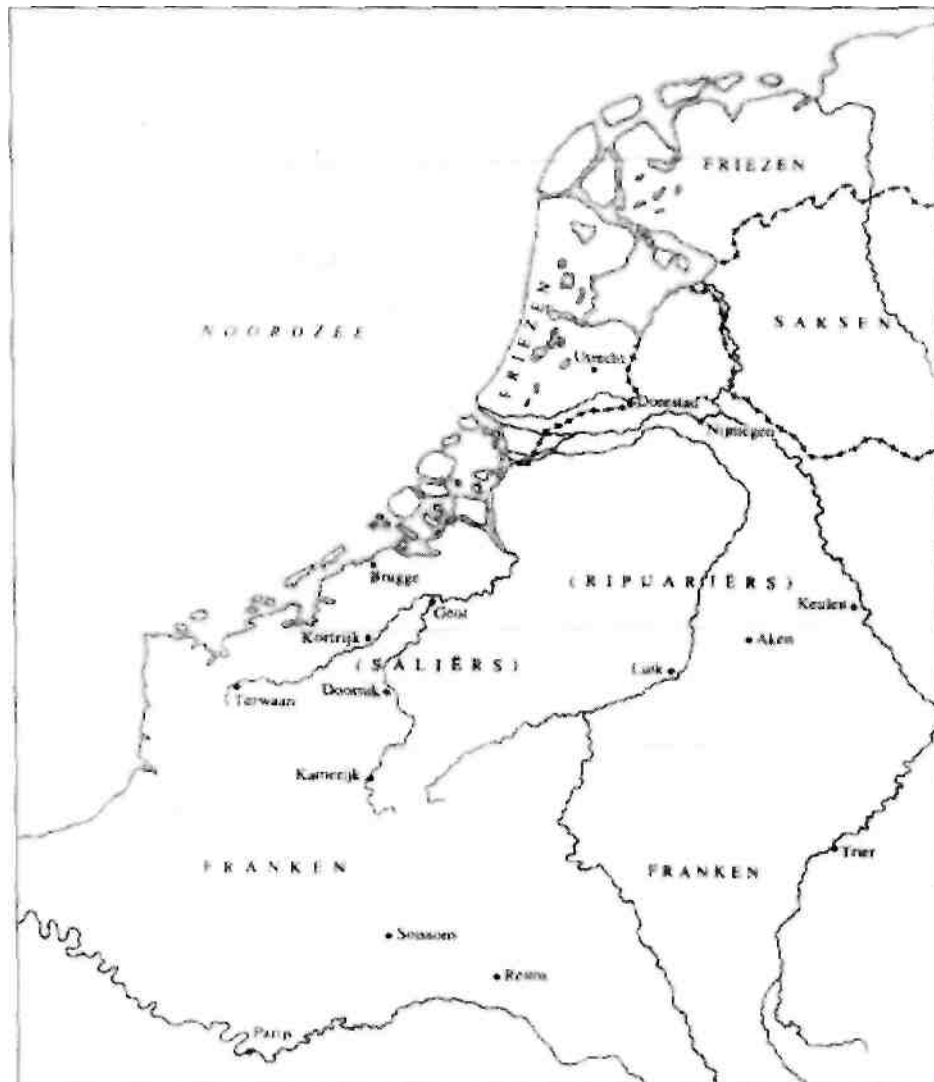 FRIEZEN
NOORDZEE
FRIEZEN
SAKSEN
Utrecht
Dorestad
Nijmegen
Brugge
(RIPUARIËRS)
Gent
Keulen
Kortrijk
Aken
(SALIËRS)
Luik
(Terwaan
Doornik
Kamerijk
Trier
FRANKEN
FRANKEN
Soissons
Reims
Parijs